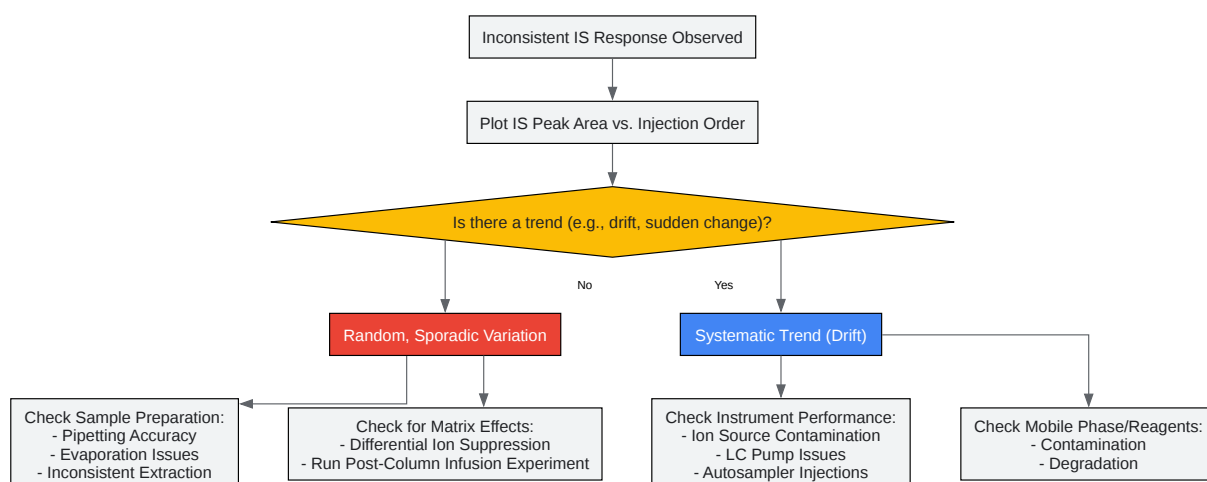 Inconsistent IS Response Observed
Plot IS Peak Area vs. Injection Order
Is there a trend (e.g., drift, sudden change)?
No
Yes
Random, Sporadic Variation
Systematic Trend (Drift)
Check Sample Preparation:
- Pipetting Accuracy
- Evaporation Issues
- Inconsistent Extraction
Check for Matrix Effects:
- Differential Ion Suppression
- Run Post-Column Infusion Experiment
Check Instrument Performance:
- Ion Source Contamination
- LC Pump Issues
- Autosampler Injections
Check Mobile Phase/Reagents:
- Contamination
- Degradation